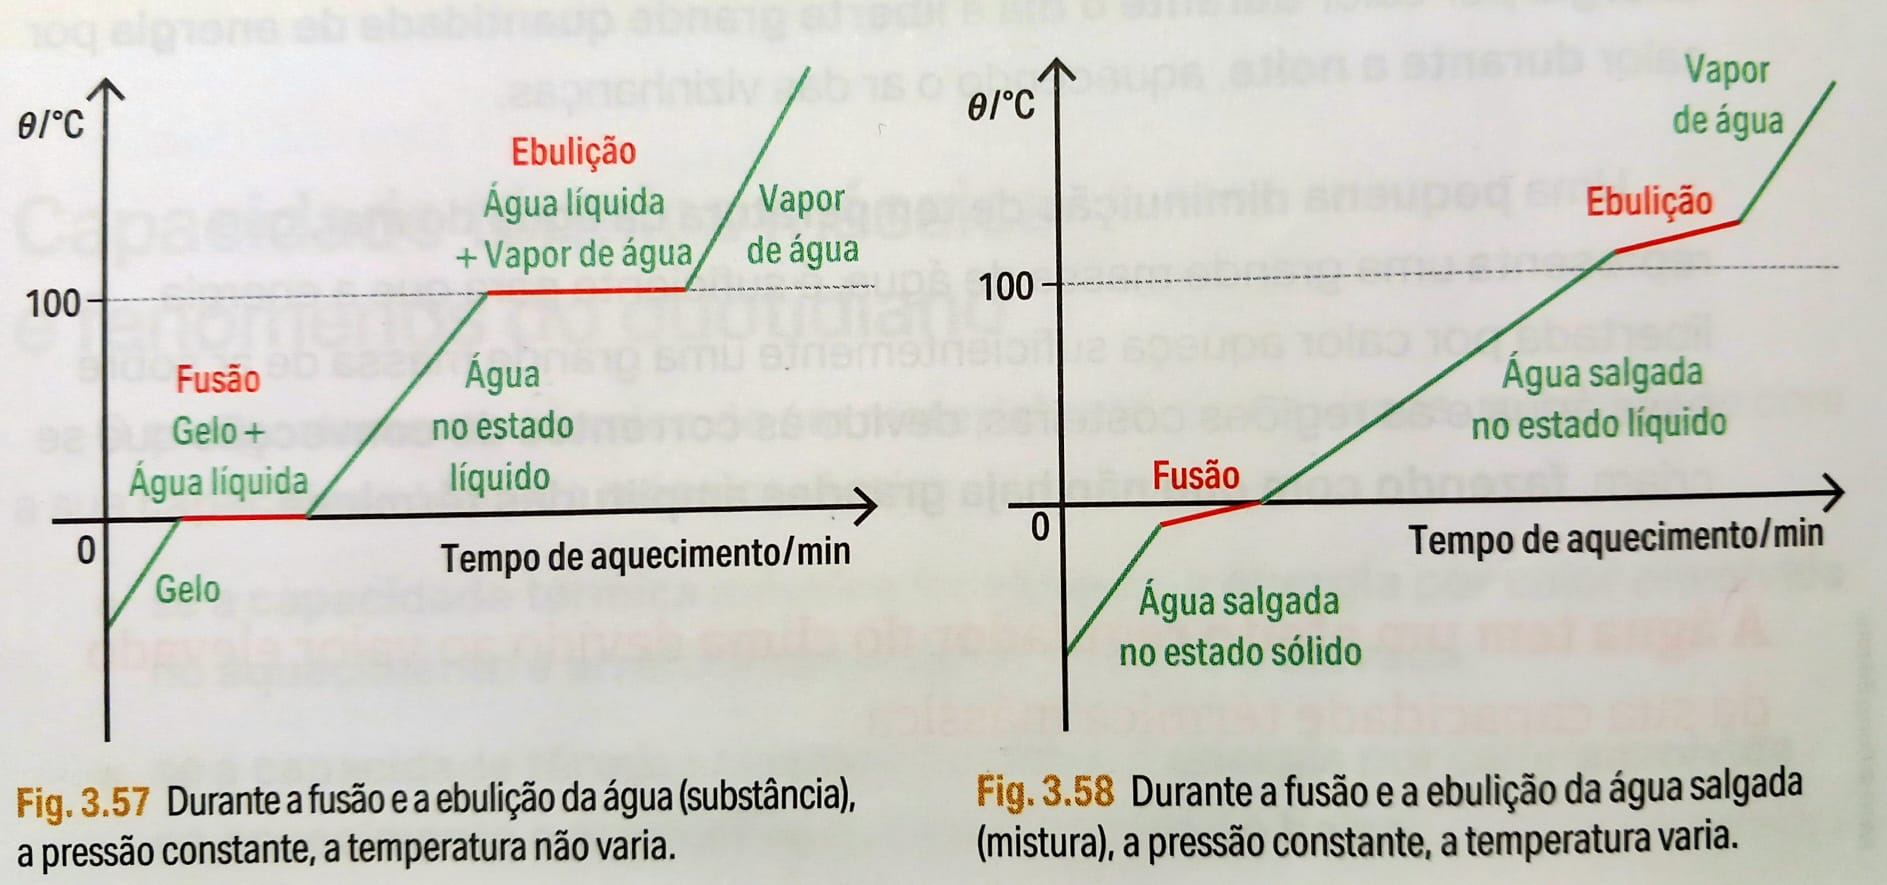 θ/°C
Ebulição
Água líquida
+ Vapor de água
Vapor
de água
100
Fusão
Gelo +
Água líquida
Água
no estado
líquido
0
Gelo
Tempo de aquecimento/min
Fig. 3.57 Durante a fusão e a ebulição da água (substância),
a pressão constante, a temperatura não varia.
θ/°C
Vapor
de água
Ebulição
100
Água salgada
no estado líquido
Fusão
0
Tempo de aquecimento/min
Água salgada
no estado sólido
Fig. 3.58 Durante a fusão e a ebulição da água salgada
(mistura), a pressão constante, a temperatura varia.